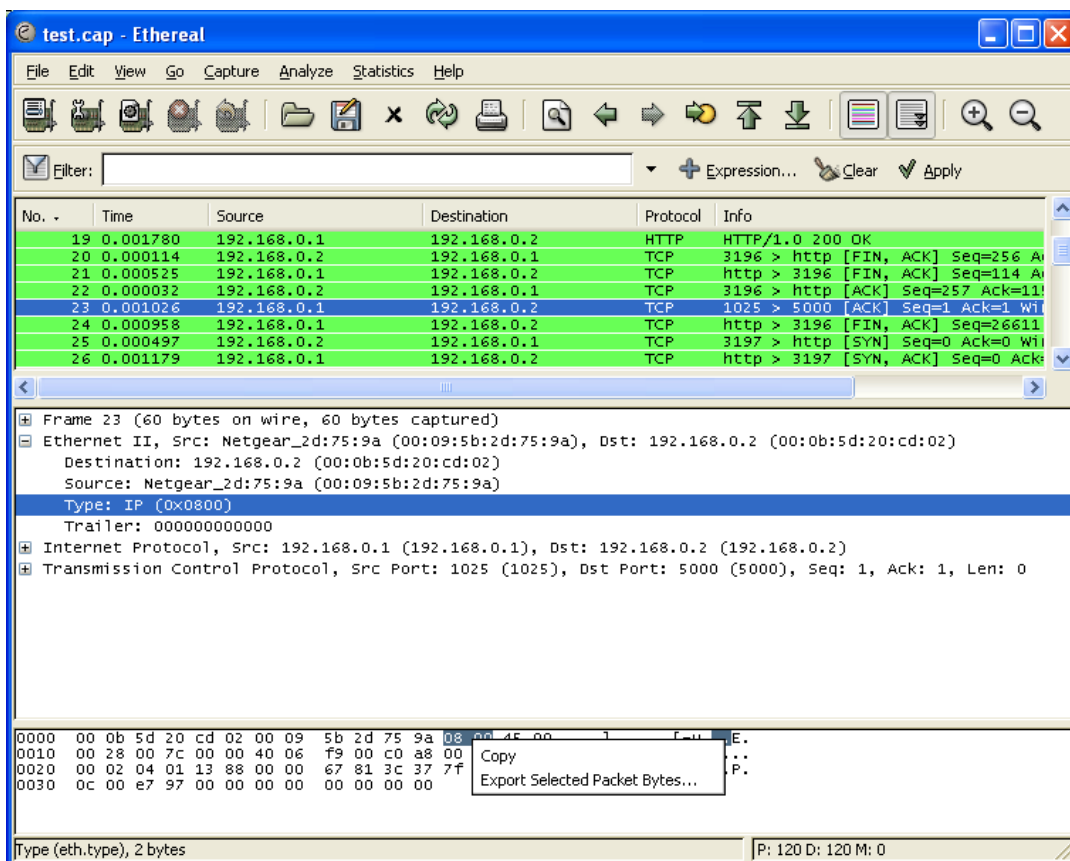 test.cap - Ethereal
File Edit View Go Capture Analyze Statistics Help
Filter: Expression... Clear Apply
No. Time Source Destination Protocol Info
19 0.001780 192.168.0.1 192.168.0.2 HTTP HTTP/1.0 200 OK
20 0.000114 192.168.0.2 192.168.0.1 TCP 3196 > http [FIN, ACK] Seq=256 A
21 0.000525 192.168.0.1 192.168.0.2 TCP http > 3196 [FIN, ACK] Seq=114 A
22 0.000032 192.168.0.2 192.168.0.1 TCP 3196 > http [ACK] Seq=257 Ack=11
23 0.001026 192.168.0.1 192.168.0.2 TCP 1025 > 5000 [ACK] Seq=1 Ack=1 Wi
24 0.000958 192.168.0.1 192.168.0.2 TCP http > 3196 [FIN, ACK] Seq=26611
25 0.000497 192.168.0.2 192.168.0.1 TCP 3197 > http [SYN] Seq=0 Ack=0 Wi
26 0.001179 192.168.0.1 192.168.0.2 TCP http > 3197 [SYN, ACK] Seq=0 Ack
Frame 23 (60 bytes on wire, 60 bytes captured)
Ethernet II, Src: Netgear_2d:75:9a (00:09:5b:2d:75:9a), Dst: 192.168.0.2 (00:0b:5d:20:cd:02)
Destination: 192.168.0.2 (00:0b:5d:20:cd:02)
Source: Netgear_2d:75:9a (00:09:5b:2d:75:9a)
Type: IP (0x0800)
Trailer: 000000000000
Internet Protocol, Src: 192.168.0.1 (192.168.0.1), Dst: 192.168.0.2 (192.168.0.2)
Transmission Control Protocol, Src Port: 1025 (1025), Dst Port: 5000 (5000), Seq: 1, Ack: 1, Len: 0
0000 00 0b 5d 20 cd 02 00 09 5b 2d 75 9a 08 00 45 00 ..] .... [-u...E.
0010 00 28 00 7c 00 00 40 06 f9 00 c0 a8 00 ...
0020 00 02 04 01 13 88 00 00 67 81 3c 37 7f .P.
0030 0c 00 e7 97 00 00 00 00 00 00 00 00
Copy
Export Selected Packet Bytes...
Type (eth.type), 2 bytes P: 120 D: 120 M: 0